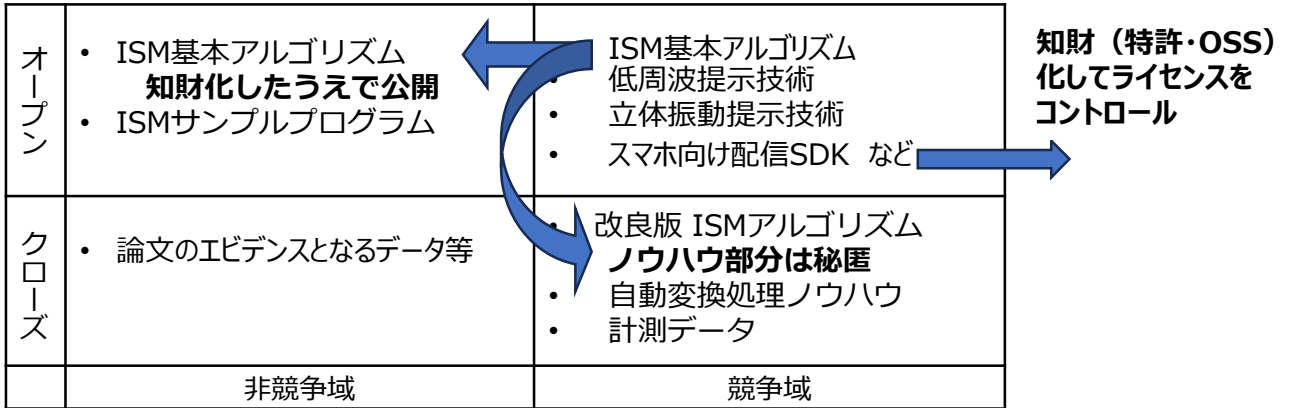 オープン
• ISM基本アルゴリズム
知財化したうえで公開
• ISMサンプルプログラム
ISM基本アルゴリズム
• 低周波提示技術
• 立体振動提示技術
• スマホ向け配信SDK など
知財（特許・OSS）
化してライセンスを
コントロール
クローズ
• 論文のエビデンスとなるデータ等
• 改良版 ISMアルゴリズム
ノウハウ部分は秘匿
• 自動変換処理ノウハウ
• 計測データ
非競争域
競争域